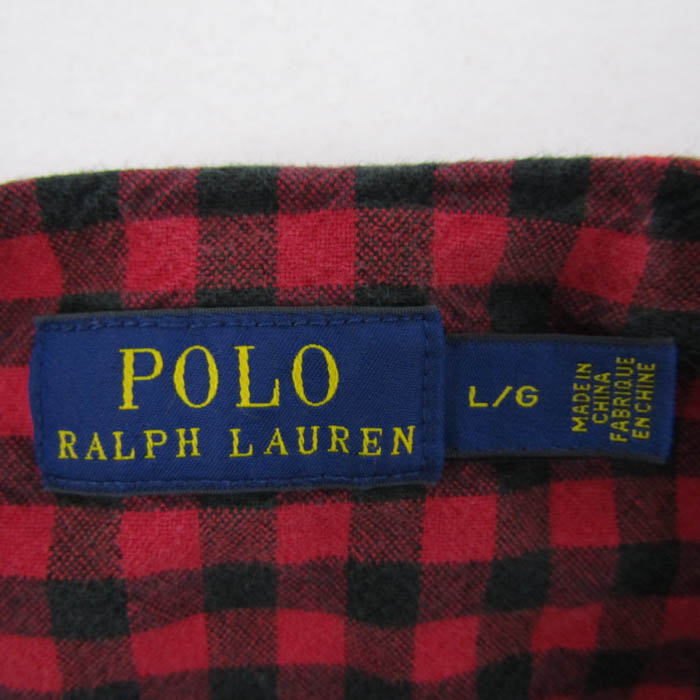 POLO
RALPH LAUREN
L/G
MADE IN
CHINA
FABRIQUE
EN CHINE